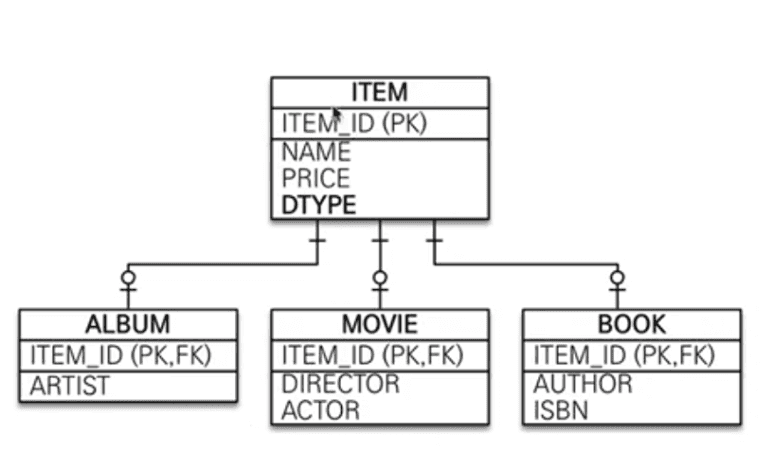 ITEM
ITEM_ID (PK)
NAME
PRICE
DTYPE
ALBUM
ITEM_ID (PK,FK)
ARTIST
MOVIE
ITEM_ID (PK,FK)
DIRECTOR
ACTOR
BOOK
ITEM_ID (PK,FK)
AUTHOR
ISBN